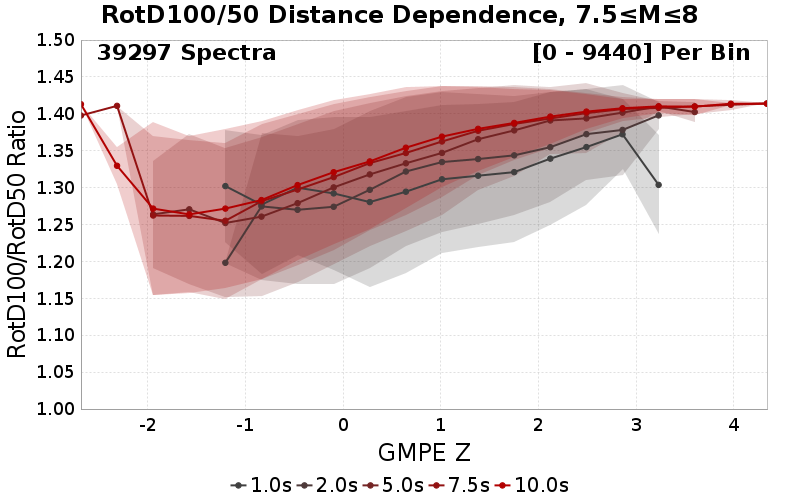 RotD100/50 Distance Dependence, 7.5≤M≤8
39297 Spectra
[0 - 9440] Per Bin
RotD100/RotD50 Ratio
1.50
1.45
1.40
1.35
1.30
1.25
1.20
1.15
1.10
1.05
1.00
-2 -1 0 1 2 3 4
GMPE Z
1.0s 2.0s 5.0s 7.5s 10.0s